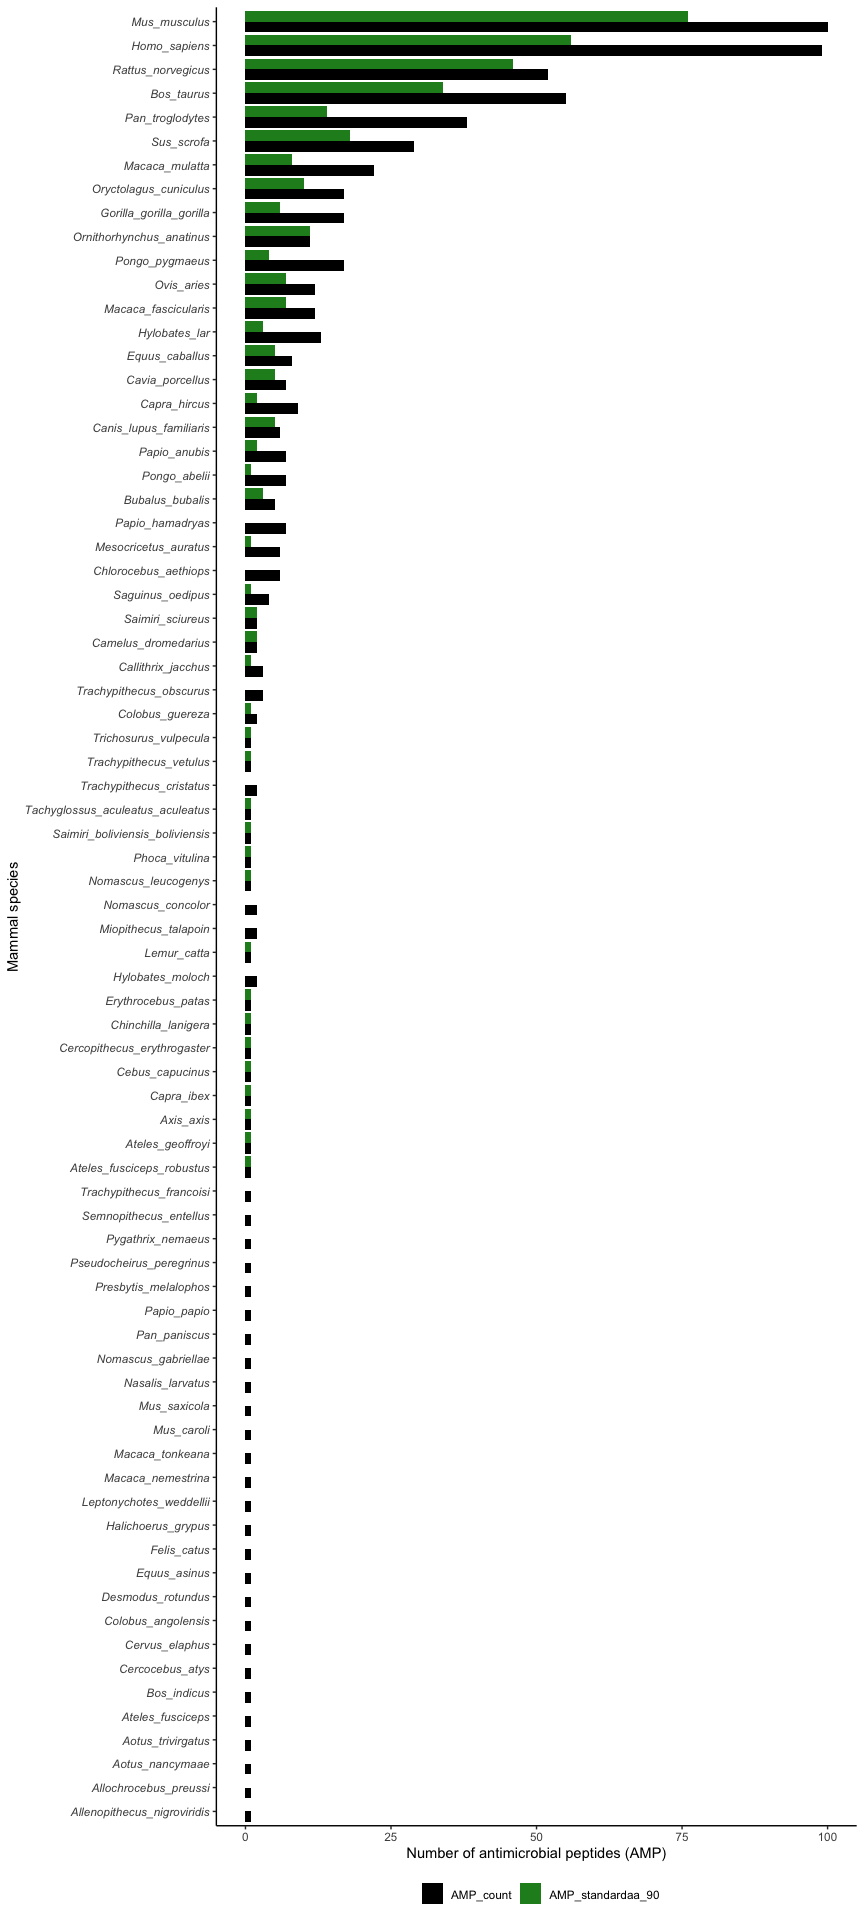 Mus_musculus
Homo_sapiens
Rattus_norvegicus
Bos_taurus
Pan_troglodytes
Sus_scrofa
Macaca_mulatta
Oryctolagus_cuniculus
Gorilla_gorilla_gorilla
Ornithorhynchus_anatinus
Pongo_pygmaeus
Ovis_aries
Macaca_fascicularis
Hylobates_lar
Equus_caballus
Cavia_porcellus
Capra_hircus
Canis_lupus_familiaris
Papio_anubis
Pongo_abelii
Bubalus_bubalis
Papio_hamadryas
Mesocricetus_auratus
Chlorocebus_aethiops
Saguinus_oedipus
Saimiri_sciureus
Camelus_dromedarius
Callithrix_jacchus
Trachypithecus_obscurus
Colobus_guereza
Trichosurus_vulpecula
Trachypithecus_vetulus
Trachypithecus_cristatus
Tachyglossus_aculeatus_aculeatus
Saimiri_boliviensis_boliviensis
Phoca_vitulina
Nomascus_leucogenys
Nomascus_concolor
Miopithecus_talapoin
Lemur_catta
Hylobates_moloch
Erythrocebus_patas
Chinchilla_lanigera
Cercopithecus_erythrogaster
Cebus_capucinus
Capra_ibex
Axis_axis
Ateles_geoffroyi
Ateles_fusciceps_robustus
Trachypithecus_francoisi
Semnopithecus_entellus
Pygathrix_nemaeus
Pseudocheirus_peregrinus
Presbytis_melalophos
Papio_papio
Pan_paniscus
Nomascus_gabriellae
Nasalis_larvatus
Mus_saxicola
Mus_caroli
Macaca_tonkeana
Macaca_nemestrina
Leptonychotes_weddellii
Halichoerus_grypus
Felis_catus
Equus_asinus
Desmodus_rotundus
Colobus_angolensis
Cervus_elaphus
Cercocebus_atys
Bos_indicus
Ateles_fusciceps
Aotus_trivirgatus
Aotus_nancymaae
Allochrocebus_preussi
Allenopithecus_nigroviridis
Mammal species
0 25 50 75 100
Number of antimicrobial peptides (AMP)
AMP_count AMP_standardaa_90